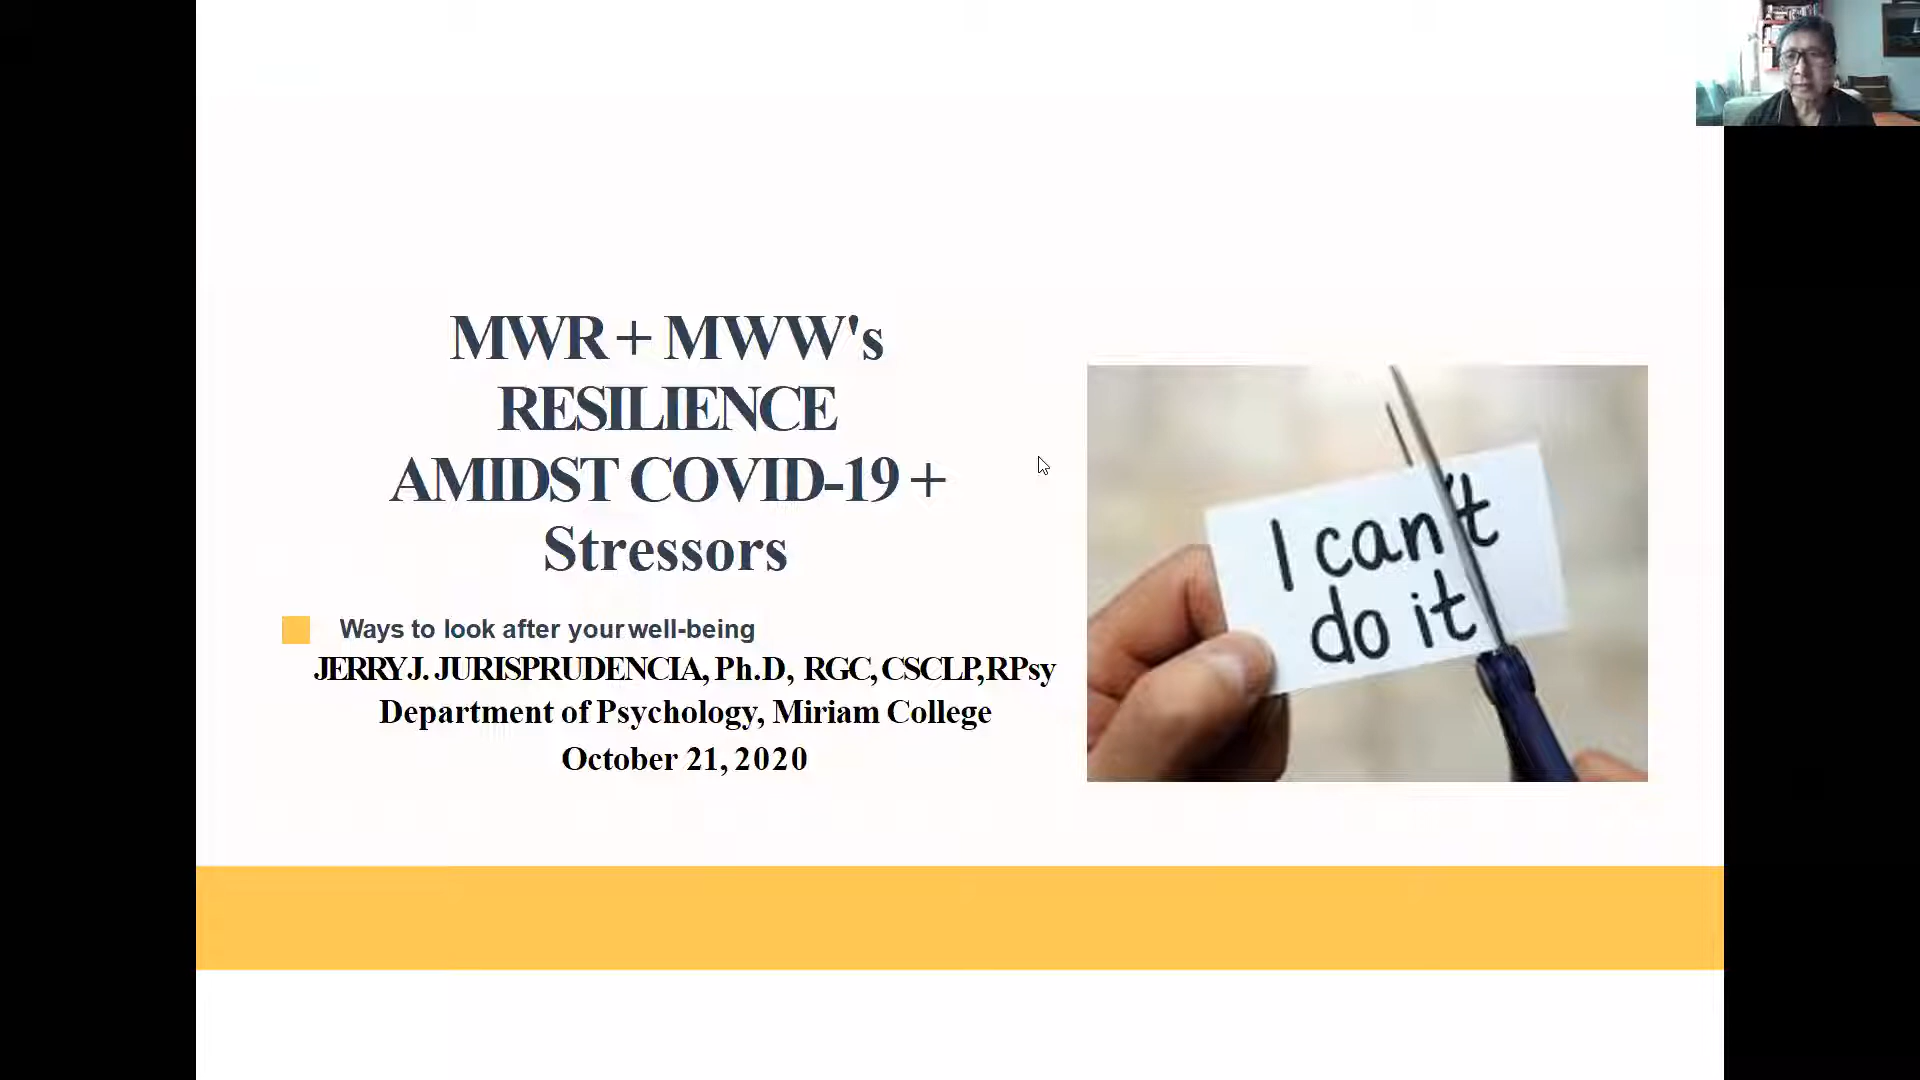 MWR + MWW's
RESILIENCE
AMIDST COVID-19 +
Stressors
Ways to look after your well-being
JERRY J. JURISPRUDENCIA, Ph.D, RGC, CSCLP, RPsy
Department of Psychology, Miriam College
October 21, 2020
I can't
do it